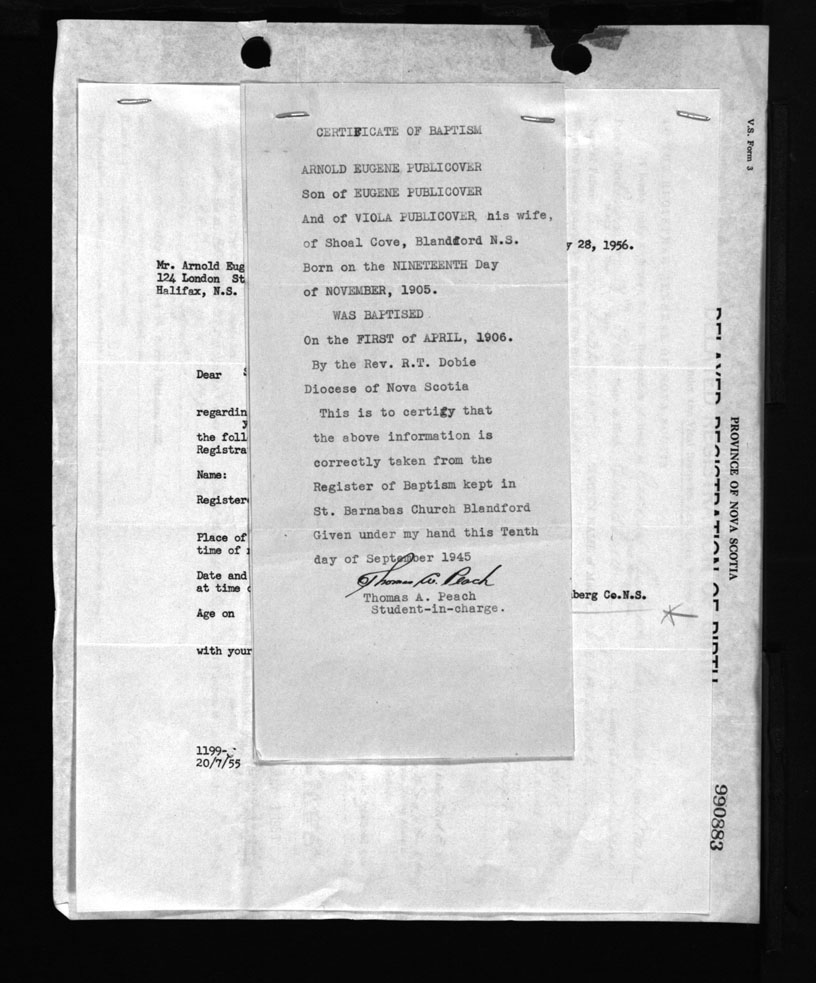 CERTIFICATE OF BAPTISM
ARNOLD EUGENE PUBLICOVER
Son of EUGENE PUBLICOVER
And of VIOLA PUBLICOVER his wife,
of Shoal Cove, Blandford N.S.
Born on the NINETEENTH Day
of NOVEMBER, 1905.
WAS BAPTISED
On the FIRST of APRIL, 1906.
By the Rev. R.T. Dobie
Diocese of Nova Scotia
This is to certify that
the above information is
correctly taken from the
Register of Baptism kept in
St. Barnabas Church Blandford
Given under my hand this Tenth
day of September 1945
Thomas A. Peach
Thomas A. Peach
Student-in-charge.
y 28, 1956.
Mr. Arnold Eug
124 London St
Halifax, N.S.
Dear S
regardin
y
the foll
Registra
Name:
Register
Place of
time of
Date and
at time
berg Co.N.S.
Age on
with your
1199-
20/7/55
V.S. Form 3
PROVINCE OF NOVA SCOTIA
DELAYED REGISTRATION OF BIRTH
990883